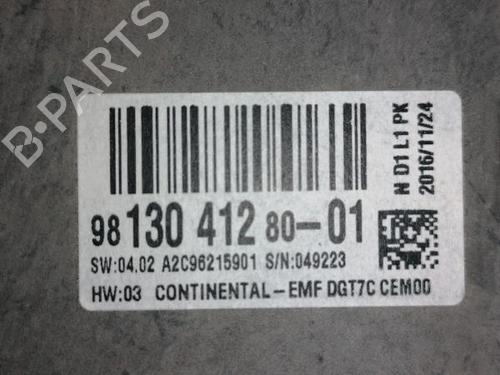 B-PARTS
N D1 L1 PK
2016/11/24
98 130 412 80-01
SW:04.02 A2C96215901 S/N:049223
HW:03 CONTINENTAL-EMF DGT7C CEM00